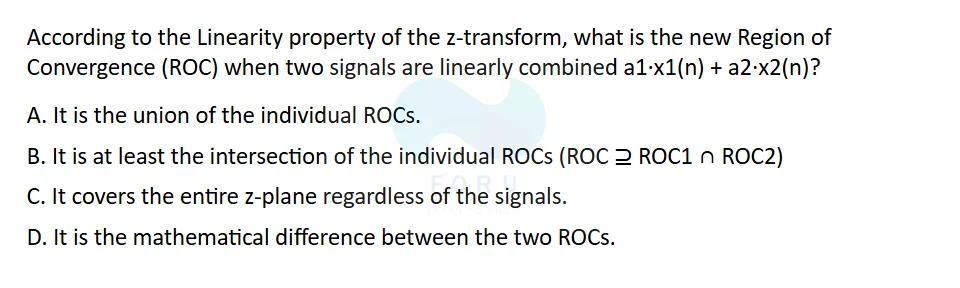 According to the Linearity property of the z-transform, what is the new Region of
Convergence (ROC) when two signals are linearly combined a1·x1(n) + a2·x2(n)?
A. It is the union of the individual ROCs.
B. It is at least the intersection of the individual ROCs (ROC ⊇ ROC1 ∩ ROC2)
FORU
C. It covers the entire z-plane regardless of the signals.
D. It is the mathematical difference between the two ROCs.